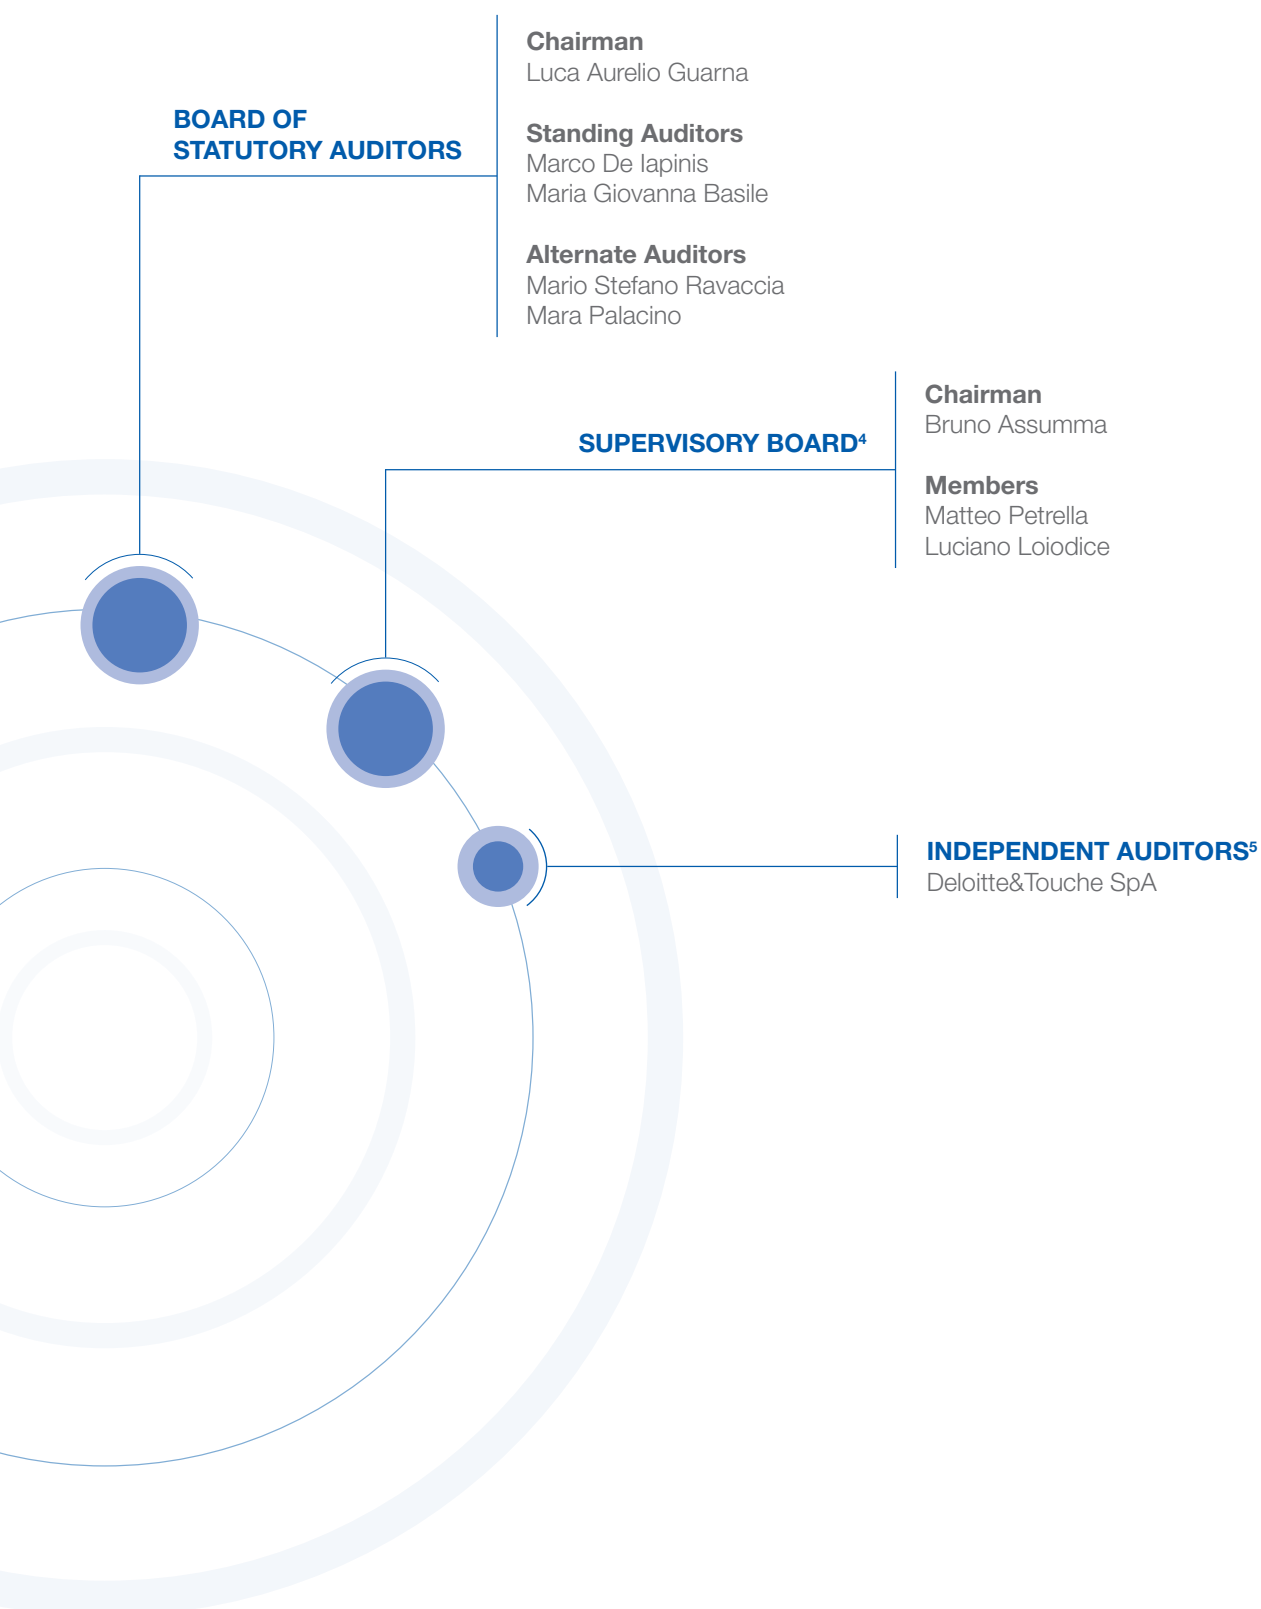 BOARD OF
STATUTORY AUDITORS
Chairman
Luca Aurelio Guarna
Standing Auditors
Marco De Iapinis
Maria Giovanna Basile
Alternate Auditors
Mario Stefano Ravaccia
Mara Palacino
SUPERVISORY BOARD⁴
Chairman
Bruno Assumma
Members
Matteo Petrella
Luciano Loiodice
INDEPENDENT AUDITORS⁵
Deloitte&Touche SpA